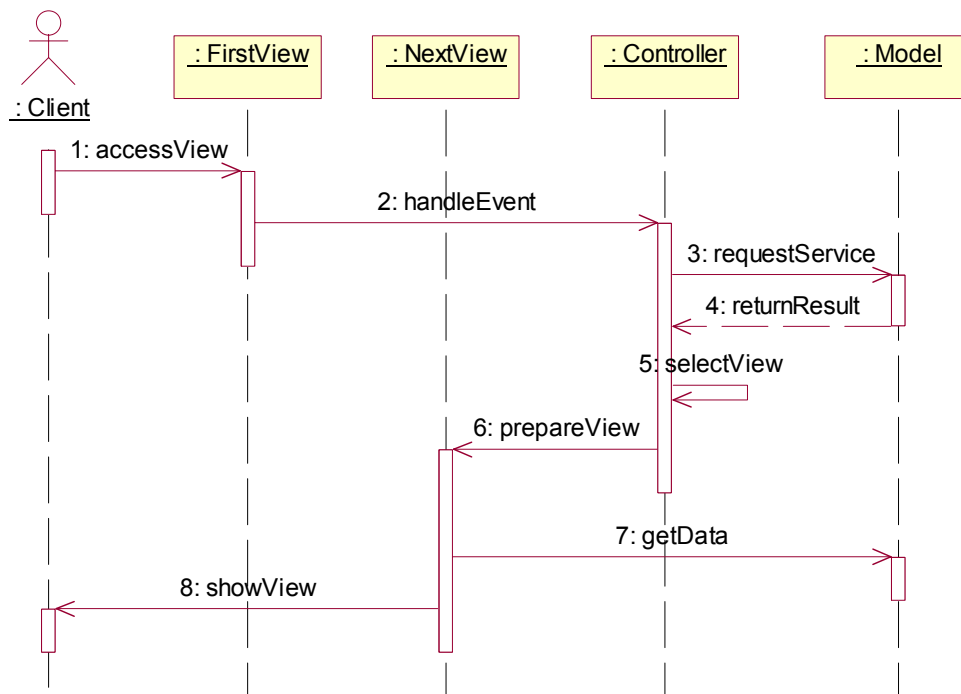 : FirstView
: NextView
: Controller
: Model
: Client
1: accessView
2: handleEvent
3: requestService
4: returnResult
5: selectView
6: prepareView
7: getData
8: showView